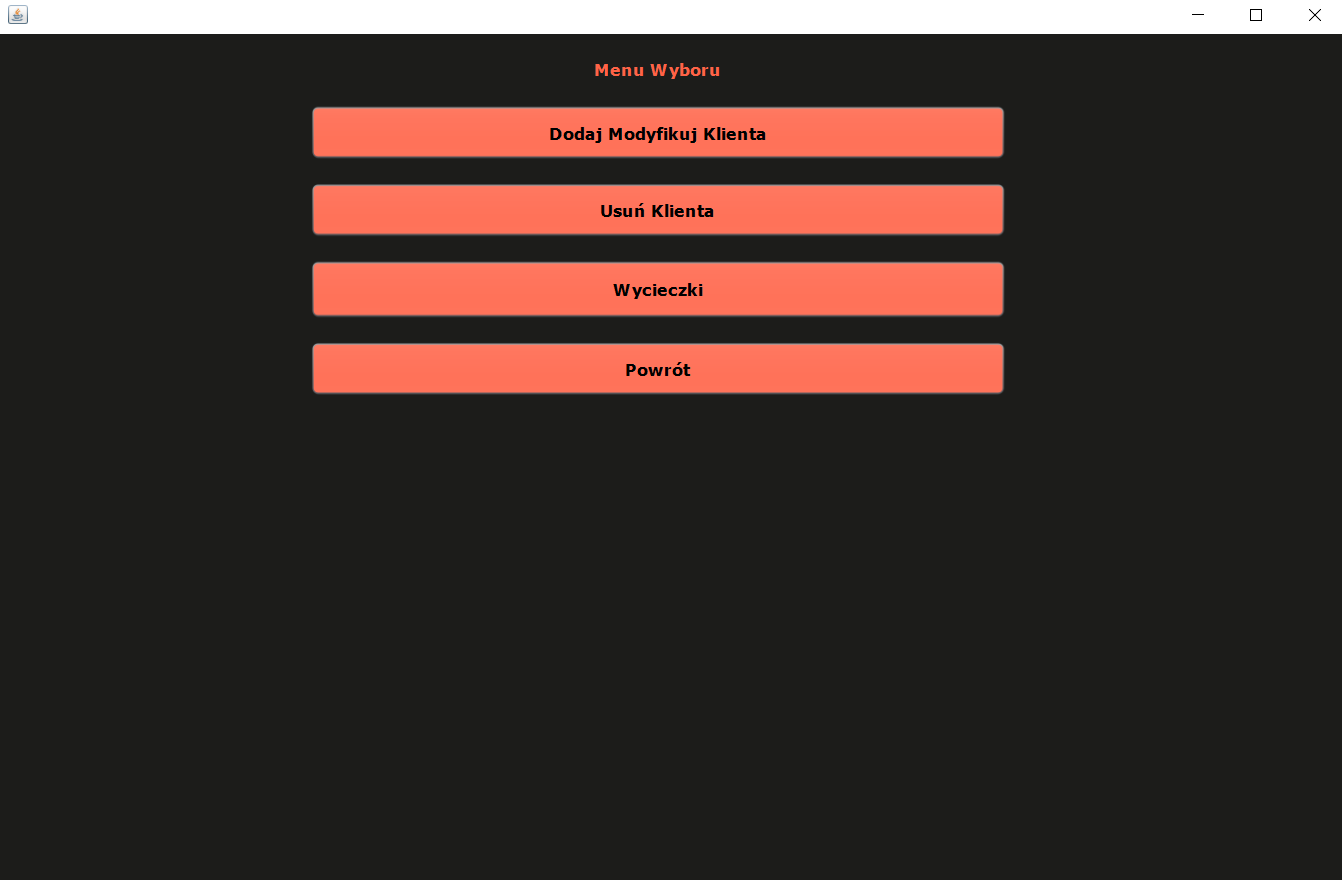 Menu Wyboru
Dodaj Modyfikuj Klienta
Usuń Klienta
Wycieczki
Powrót